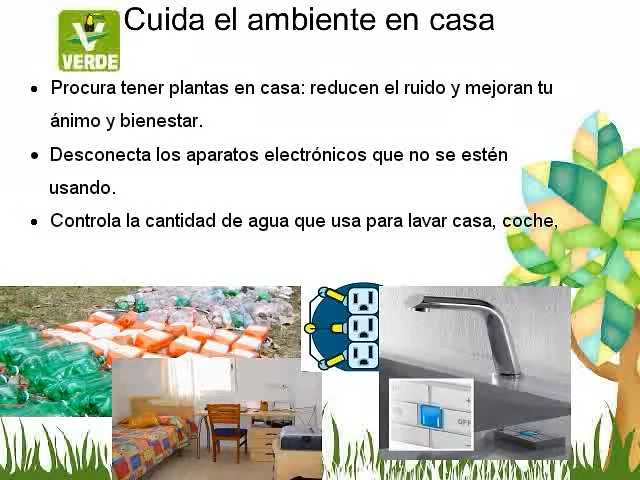 Cuida el ambiente en casa
VERDE
• Procura tener plantas en casa: reducen el ruido y mejoran tu
ánimo y bienestar.
• Desconecta los aparatos electrónicos que no se estén
usando.
• Controla la cantidad de agua que usa para lavar casa, coche,
OFF